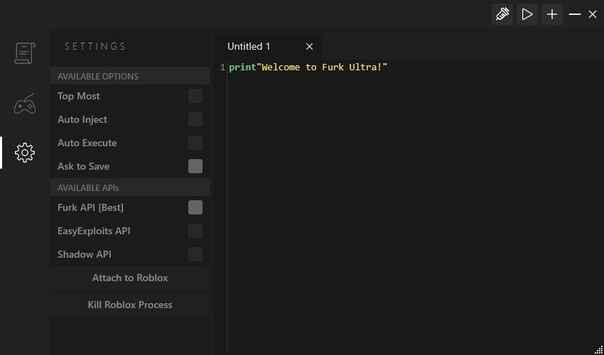 SETTINGS
AVAILABLE OPTIONS
Top Most
Auto Inject
Auto Execute
Ask to Save
AVAILABLE APIs
Furk API [Best]
EasyExploits API
Shadow API
Attach to Roblox
Kill Roblox Process
Untitled 1
1 print"Welcome to Furk Ultra!"